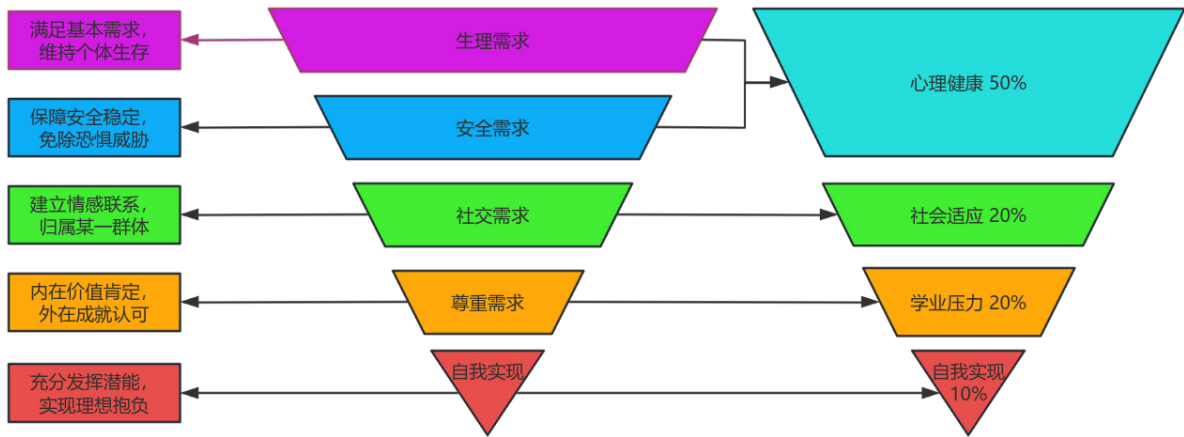 满足基本需求，
维持个体生存
生理需求
心理健康 50%
保障安全稳定，
免除恐惧威胁
安全需求
建立情感联系，
归属某一群体
社交需求
社会适应 20%
内在价值肯定，
外在成就认可
尊重需求
学业压力 20%
充分发挥潜能，
实现理想抱负
自我实现
自我实现
10%